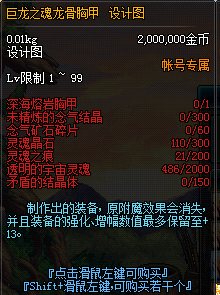 巨龙之魂龙骨胸甲 设计图
0.01kg 2,000,000金币
设计图
帐号专属
Lv限制 1 ~ 99
深海熔岩胸甲 0/1
未精炼的念气结晶 0/300
念气矿石碎片 0/60
灵魂晶石 110/300
灵魂之痕 21/200
透明的宇宙灵魂 486/2000
矛盾的结晶体 0/150
制作出的装备，原附魔效果会消失，
并且装备的强化、增幅数值最多保留至+
13。
『点击滑鼠左键可购买』
『Shift+滑鼠左键,可购买若干个』